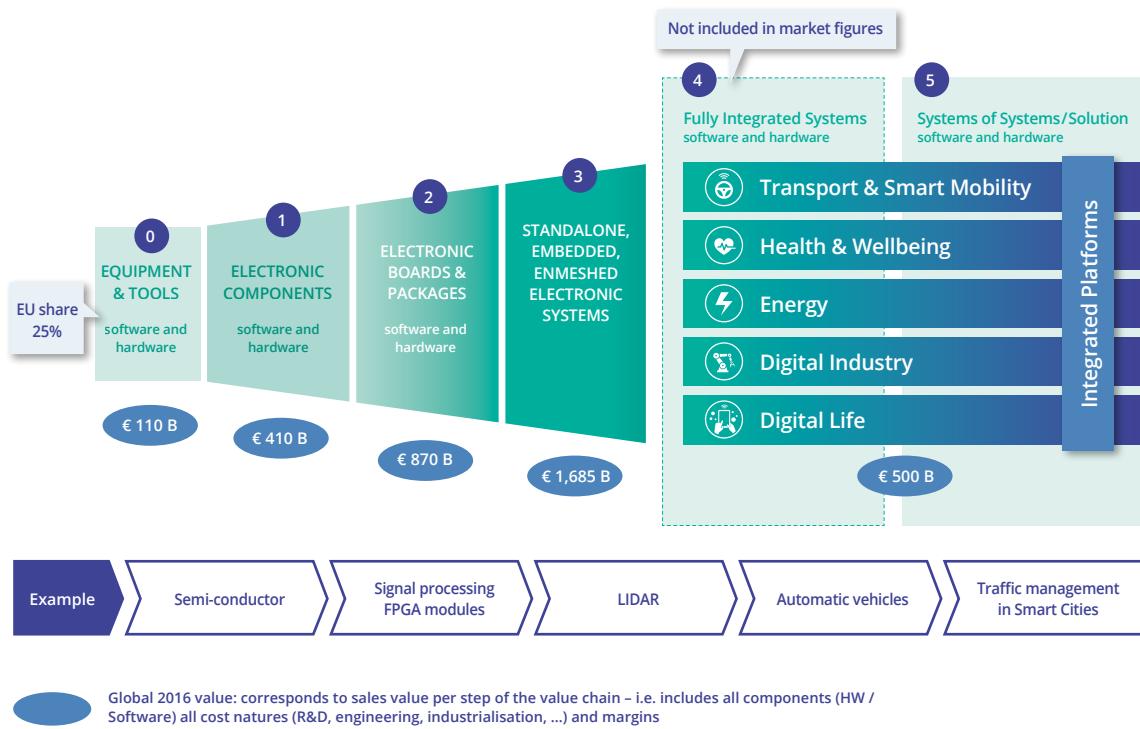 Not included in market figures
4
5
Fully Integrated Systems
software and hardware
Systems of Systems/Solution
software and hardware
3
2
1
0
STANDALONE,
EMBEDDED,
ENMESHED
ELECTRONIC
SYSTEMS
ELECTRONIC
BOARDS &
PACKAGES
software and
hardware
ELECTRONIC
COMPONENTS
software and
hardware
EQUIPMENT
& TOOLS
software and
hardware
EU share
25%
Transport & Smart Mobility
Health & Wellbeing
Energy
Digital Industry
Digital Life
Integrated Platforms
€ 110 B
€ 410 B
€ 870 B
€ 1,685 B
€ 500 B
Example
Semi-conductor
Signal processing
FPGA modules
LIDAR
Automatic vehicles
Traffic management
in Smart Cities
Global 2016 value: corresponds to sales value per step of the value chain – i.e. includes all components (HW /
Software) all cost natures (R&D, engineering, industrialisation, ...) and margins